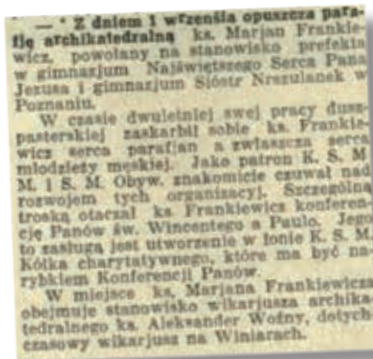 — * Z dniem 1 września opuszcza para-
fję archikatedralną ks. Marjan Frankie-
wicz, powołany na stanowisko prefekta
w gimnazjum Najświętszego Serca Pana
Jezusa i gimnazjum Sióstr Nrszulanek w
Poznaniu.
W czasie dwuletniej swej pracy dusz-
pasterskiej zaskarbił sobie ks. Frankie-
wicz serca parafjan a zwłaszcza serca
młodzieży męskiej. Jako patron K. S. M.
M. i S. M. Obyw. znakomicie czuwał nad
rozwojem tych organizacyj. Szczególną
troską otaczał ks. Frankiewicz konferen-
cję Panów św. Wincentego a Paulo. Jego
to zasługą jest utworzenie w łonie K. S. M.
Kółka charytatywnego, które ma być na-
rybkiem Konferencji Panów.
W miejsce ks. Marjana Frankiewicza
obejmuje stanowisko wikarjusza archika-
tedralnego ks. Aleksander Woźny, dotych-
czasowy wikarjusz na Winiarach.